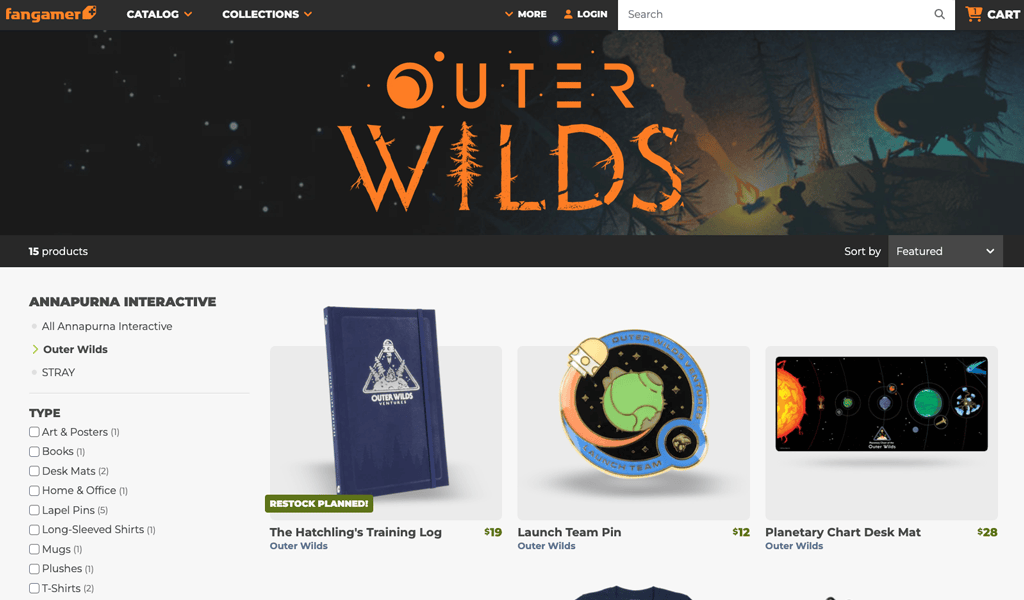 fangamer
CATALOG
COLLECTIONS
MORE
LOGIN
Search
1
CART
OUTER
WILDS
15 products
Sort by
Featured
ANNAPURNA INTERACTIVE
All Annapurna Interactive
Outer Wilds
STRAY
TYPE
Art & Posters (1)
Books (1)
Desk Mats (2)
Home & Office (1)
Lapel Pins (5)
Long-Sleeved Shirts (1)
Mugs (1)
Plushes (1)
T-Shirts (2)
OUTER WILDS
VENTURES
RESTOCK PLANNED!
The Hatchling's Training Log
$19
Outer Wilds
OUTER WILDS VENTURES
LAUNCH TEAM
Launch Team Pin
$12
Outer Wilds
Outer Wilds
Planetary Chart Desk Mat
$28
Outer Wilds